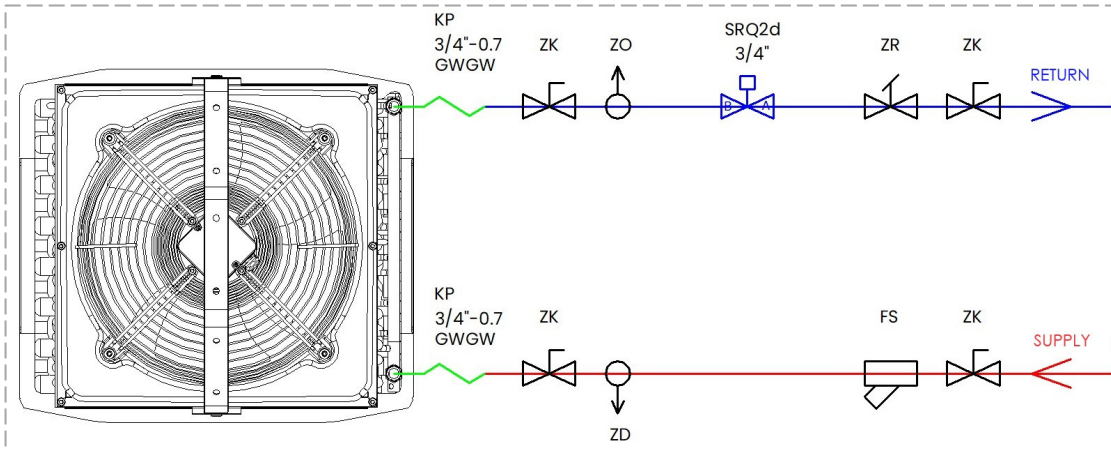 KP
3/4"-0.7
GWGW
ZK
ZO
SRQ2d
3/4"
ZR
ZK
RETURN
B
A
KP
3/4"-0.7
GWGW
ZK
ZD
FS
ZK
SUPPLY